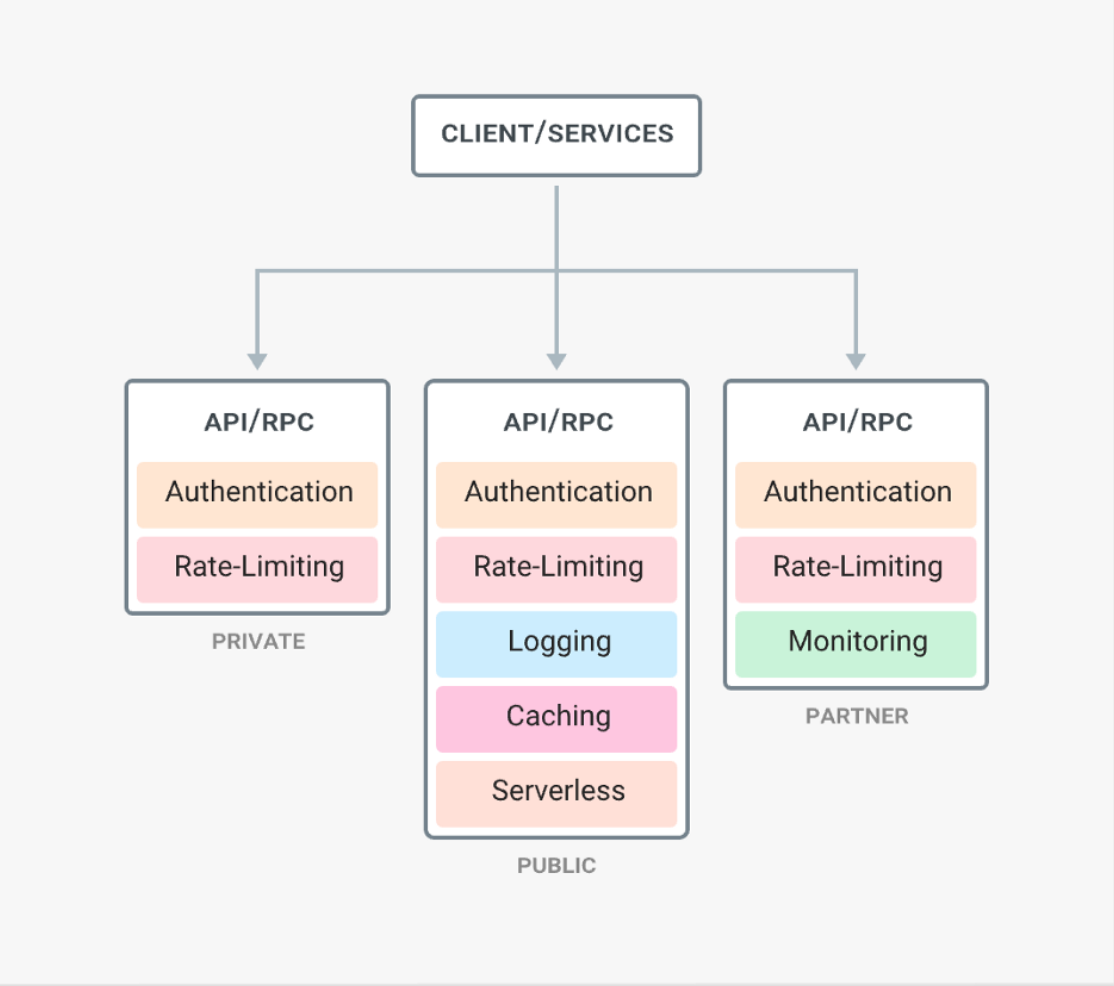 CLIENT/SERVICES
API/RPC
Authentication
Rate-Limiting
PRIVATE
API/RPC
Authentication
Rate-Limiting
Logging
Caching
Serverless
PUBLIC
API/RPC
Authentication
Rate-Limiting
Monitoring
PARTNER